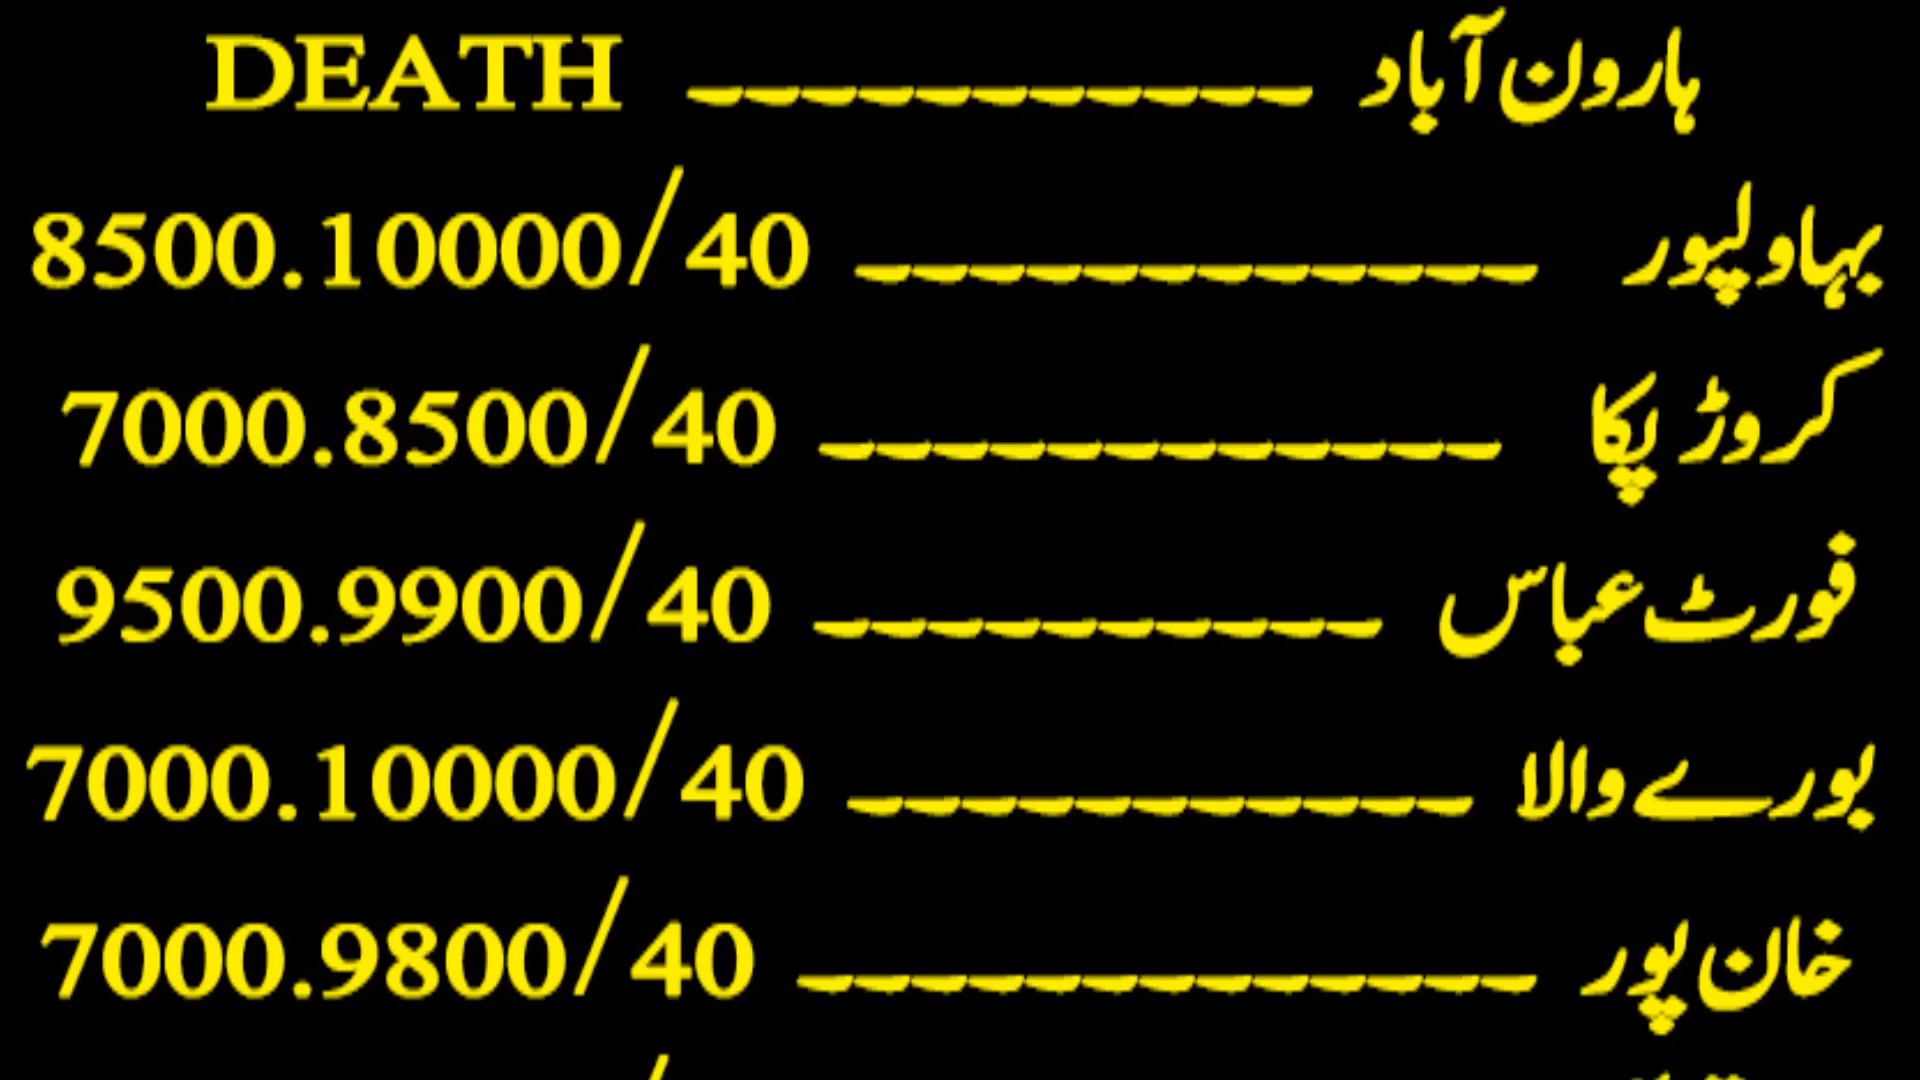 ہارون آباد ----------- DEATH
بہاولپور ------------ 8500.10000/40
کروڑ پکا ------------ 7000.8500/40
فورٹ عباس ---------- 9500.9900/40
بورے والا ----------- 7000.10000/40
خان پور ------------- 7000.9800/40